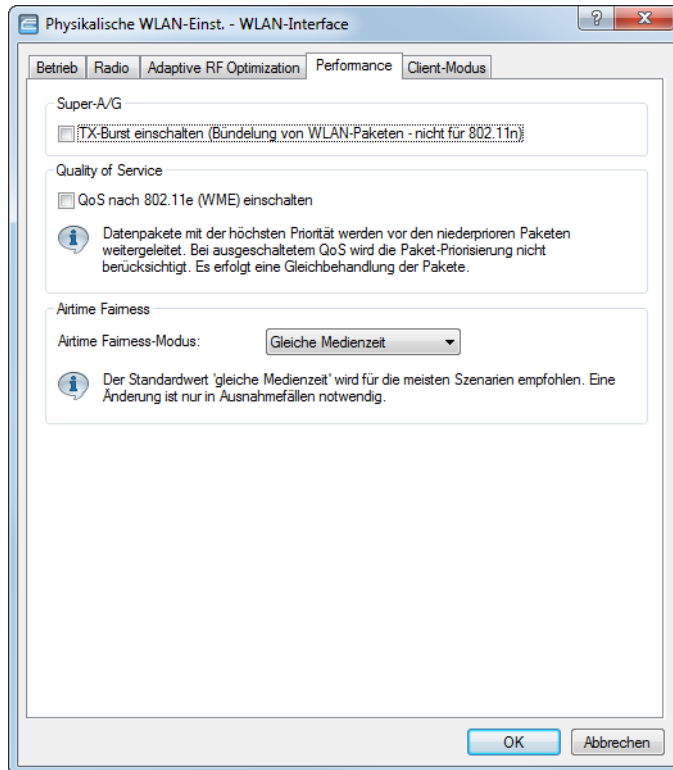 Physikalische WLAN-Einst. - WLAN-Interface
Betrieb Radio Adaptive RF Optimization Performance Client-Modus
Super-A/G
TX-Burst einschalten (Bündelung von WLAN-Paketen - nicht für 802.11n)
Quality of Service
QoS nach 802.11e (WME) einschalten
Datenpakete mit der höchsten Priorität werden vor den niederprioren Paketen
weitergeleitet. Bei ausgeschaltetem QoS wird die Paket-Priorisierung nicht
berücksichtigt. Es erfolgt eine Gleichbehandlung der Pakete.
Airtime Fairness
Airtime Fairness-Modus: Gleiche Medienzeit
Der Standardwert 'gleiche Medienzeit' wird für die meisten Szenarien empfohlen. Eine
Änderung ist nur in Ausnahmefällen notwendig.
OK Abbrechen